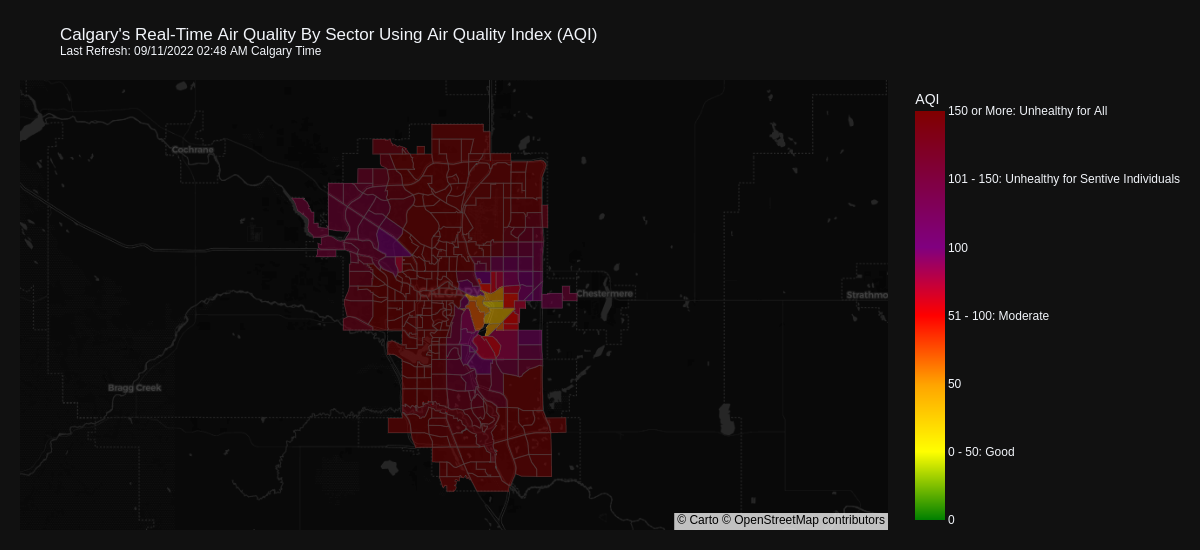 Calgary's Real-Time Air Quality By Sector Using Air Quality Index (AQI)
Last Refresh: 09/11/2022 02:48 AM Calgary Time
AQI
150 or More: Unhealthy for All
Cochrane
101 - 150: Unhealthy for Sentive Individuals
100
Chestermere
Strathmo
51 - 100: Moderate
Bragg Creek
50
0 - 50: Good
© Carto © OpenStreetMap contributors
0